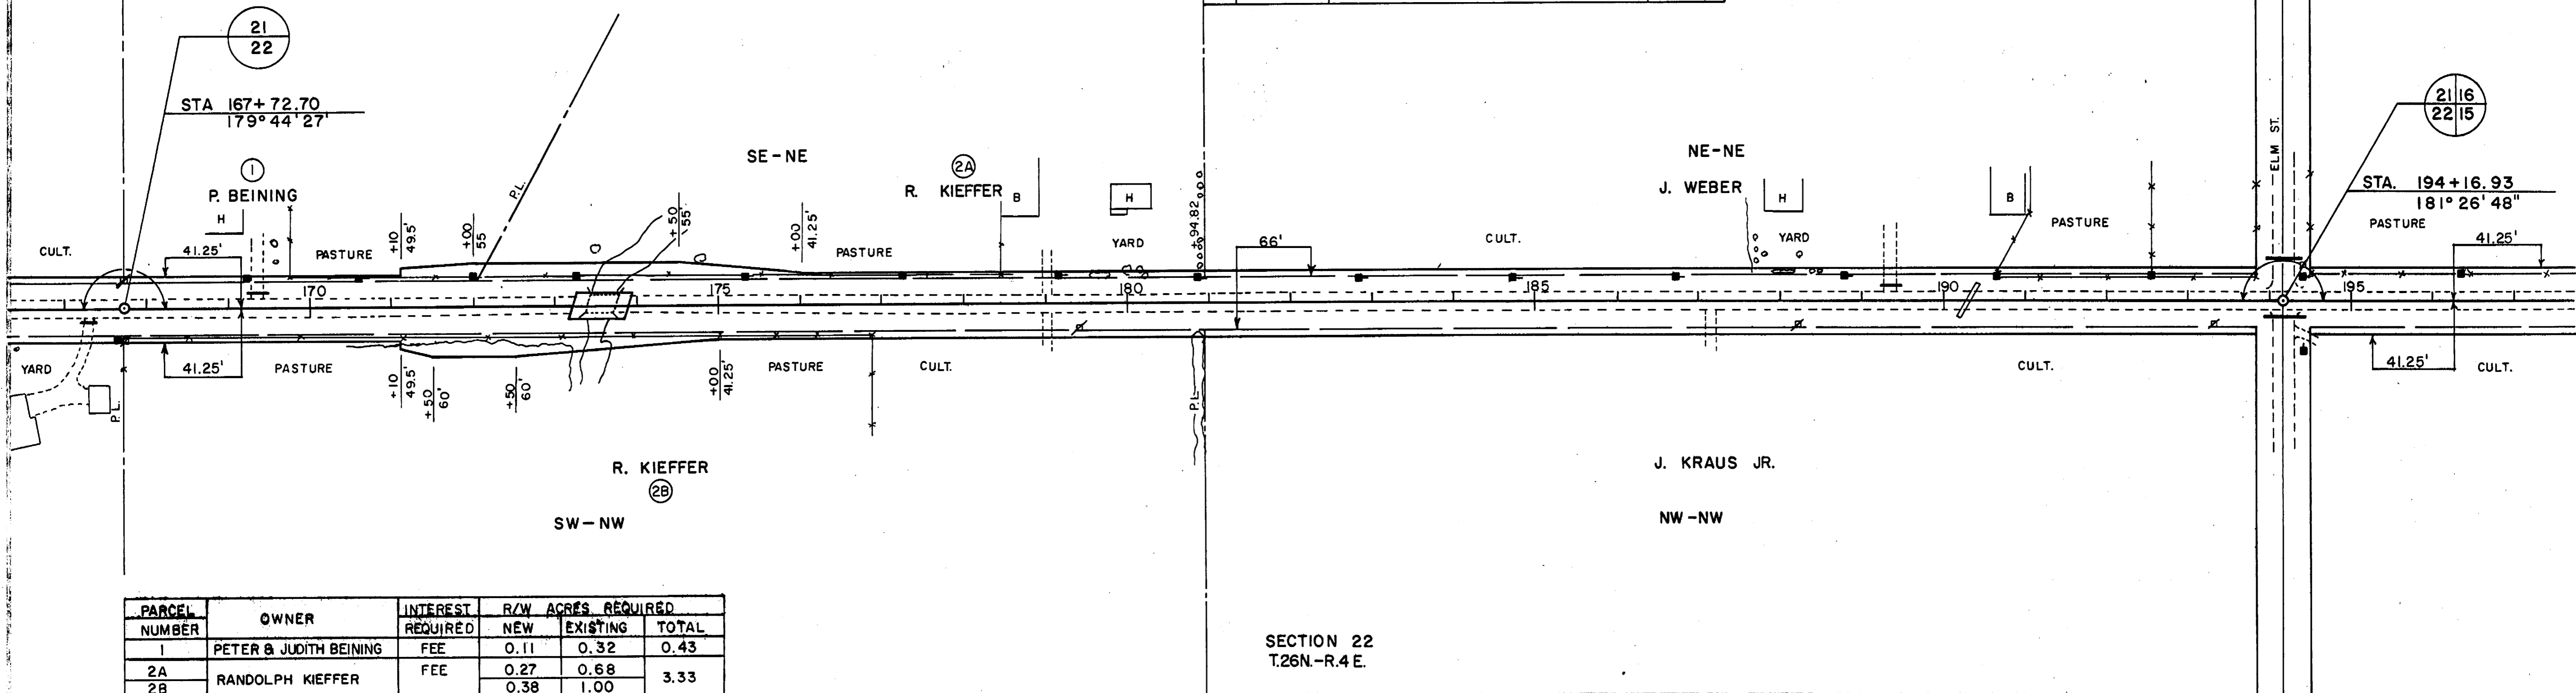 21
22
STA 167+72.70
179°44'27'
1
P. BEINING
H
CULT.
41.25'
PASTURE
+10
49.5'
+00
55
P.L.
+50
55'
SE-NE
2A
R. KIEFFER
B
H
+00
41.25'
PASTURE
YARD
+94.82
66'
CULT.
NE-NE
J. WEBER
H
YARD
B
PASTURE
ELM ST.
21 16
22 15
STA. 194+16.93
181° 26' 48"
PASTURE
41.25'
170
175
180
185
190
195
YARD
P.L.
41.25'
PASTURE
+10
49.5'
+50
60'
+50
60'
+00
41.25'
PASTURE
CULT.
P.L.
CULT.
41.25'
CULT.
R. KIEFFER
2B
SW-NW
J. KRAUS JR.
NW-NW
PARCEL NUMBER OWNER INTEREST REQUIRED R/W ACRES REQUIRED
NEW EXISTING TOTAL
1 PETER & JUDITH BEINING FEE 0.11 0.32 0.43
2A RANDOLPH KIEFFER FEE 0.27 0.68 3.33
2B 0.38 1.00
SECTION 22
T.26N.-R.4E.